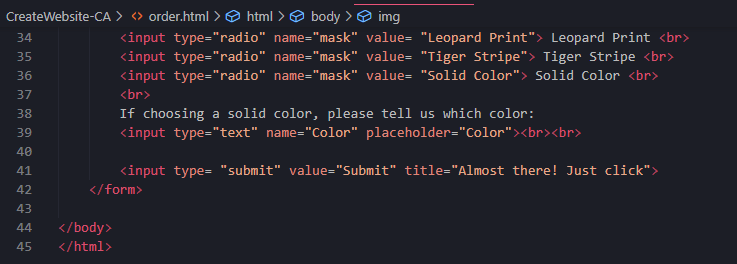 CreateWebsite-CA > <> order.html > html > body > img
34 <input type="radio" name="mask" value= "Leopard Print"> Leopard Print <br>
35 <input type="radio" name="mask" value= "Tiger Stripe"> Tiger Stripe <br>
36 <input type="radio" name="mask" value= "Solid Color"> Solid Color <br>
37 <br>
38 If choosing a solid color, please tell us which color:
39 <input type="text" name="Color" placeholder="Color"><br><br>
40
41 <input type= "submit" value="Submit" title="Almost there! Just click">
42 </form>
43
44 </body>
45 </html>